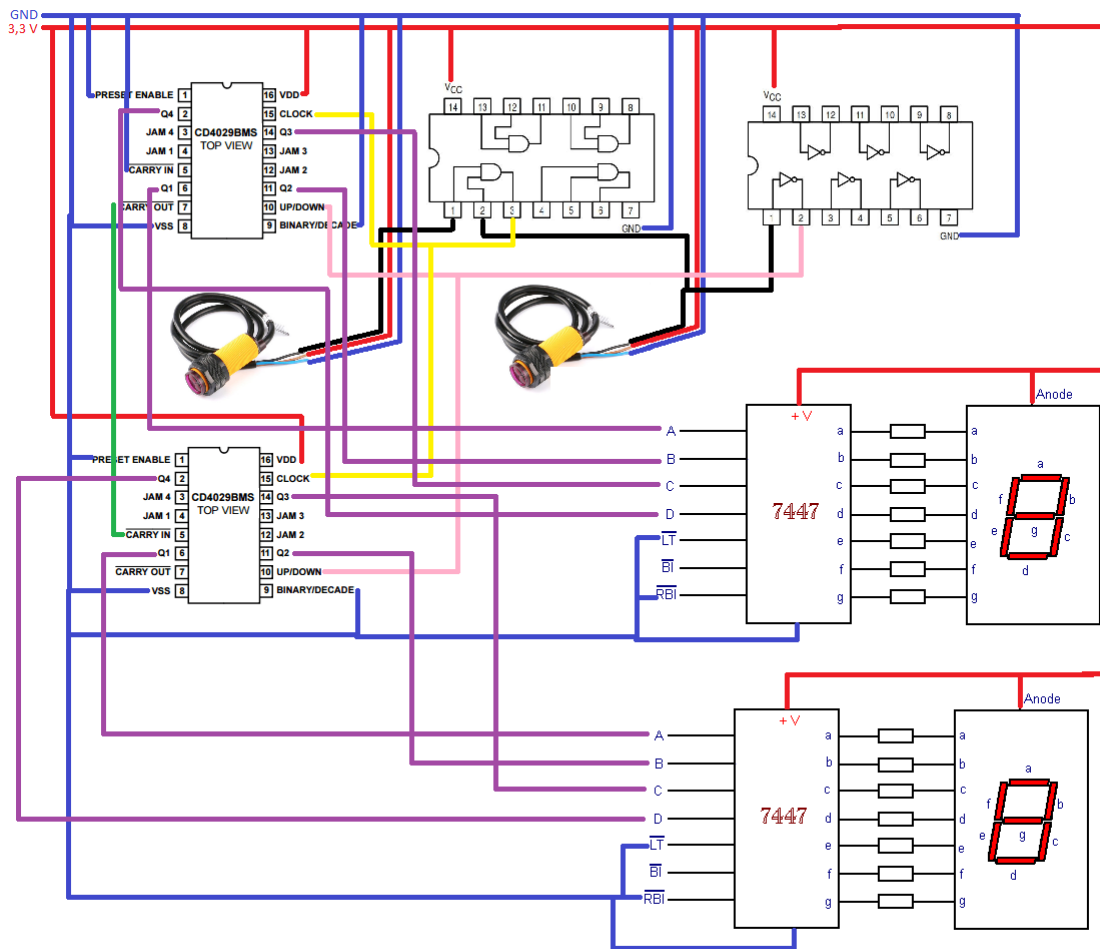 GND
3,3 V
PRESET ENABLE 1
Q4 2
JAM 4 3
JAM 1 4
CARRY IN 5
Q1 6
CARRY OUT 7
VSS 8
CD4029BMS
TOP VIEW
16 VDD
15 CLOCK
14 Q3
13 JAM 3
12 JAM 2
11 Q2
10 UP/DOWN
9 BINARY/DECADE
VCC
14 13 12 11 10 9 8
1 2 3 4 5 6 7
GND
VCC
14 13 12 11 10 9 8
1 2 3 4 5 6 7
GND
PRESET ENABLE 1
Q4 2
JAM 4 3
JAM 1 4
CARRY IN 5
Q1 6
CARRY OUT 7
VSS 8
CD4029BMS
TOP VIEW
16 VDD
15 CLOCK
14 Q3
13 JAM 3
12 JAM 2
11 Q2
10 UP/DOWN
9 BINARY/DECADE
A
B
C
D
LT
BI
RBI
+V
7447
a
b
c
d
e
f
g
Anode
a
b
c
d
e
f
g
a
f b
g
e c
d
A
B
C
D
LT
BI
RBI
+V
7447
a
b
c
d
e
f
g
Anode
a
b
c
d
e
f
g
a
f b
g
e c
d